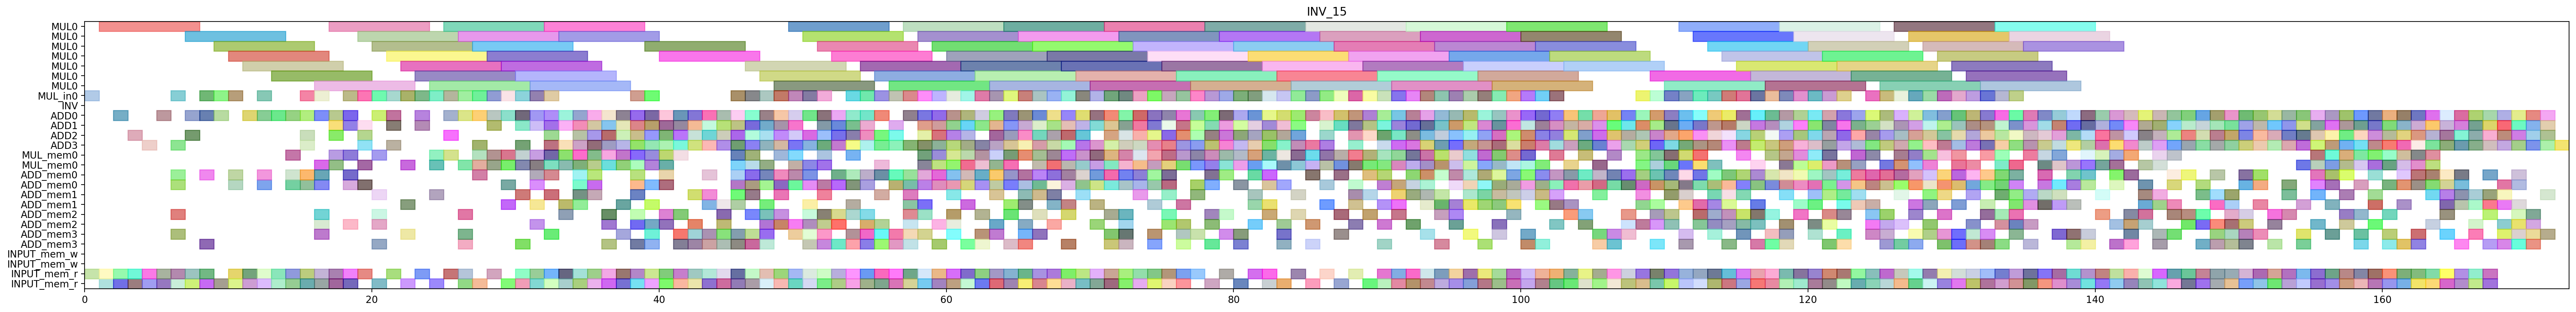 INV_15
MUL0
MUL0
MUL0
MUL0
MUL0
MUL0
MUL0
MUL_in0
INV
ADD0
ADD1
ADD2
ADD3
MUL_mem0
MUL_mem0
ADD_mem0
ADD_mem0
ADD_mem1
ADD_mem1
ADD_mem2
ADD_mem2
ADD_mem3
ADD_mem3
INPUT_mem_w
INPUT_mem_w
INPUT_mem_r
INPUT_mem_r
0 20 40 60 80 100 120 140 160